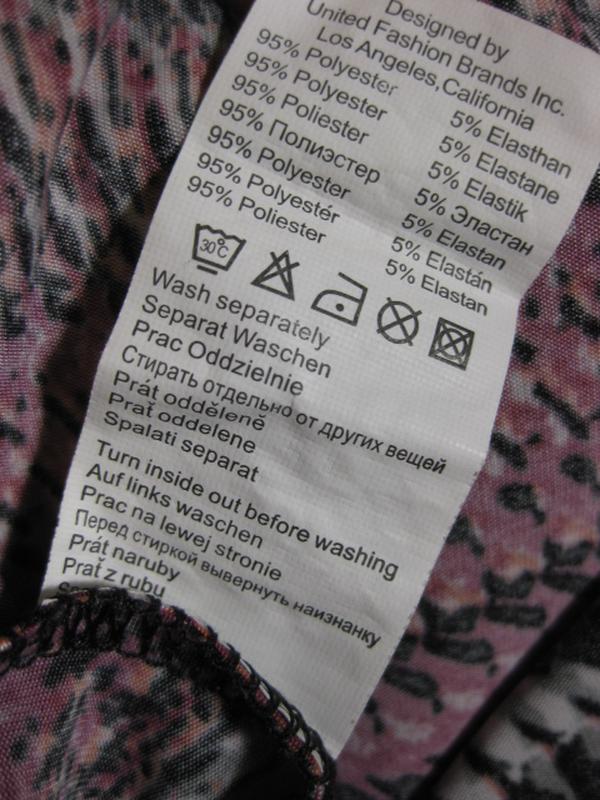 Designed by
United Fashion Brands Inc.
Los Angeles,California
95% Polyester 5% Elasthan
95% Polyester 5% Elastane
95% Poliester 5% Elastik
95% Полиэстер 5% Эластан
95% Polyester 5% Elastan
95% Polyestér 5% Elastán
95% Poliester 5% Elastan
30°C
Wash separately
Separat Waschen
Prac Oddzielnie
Стирать отдельно от других вещей
Prát odděleně
Prať oddelene
Spalati separat
Turn inside out before washing
Auf links waschen
Prac na lewej stronie
Перед стиркой вывернуть наизнанку
Prát naruby
Prať z rubu